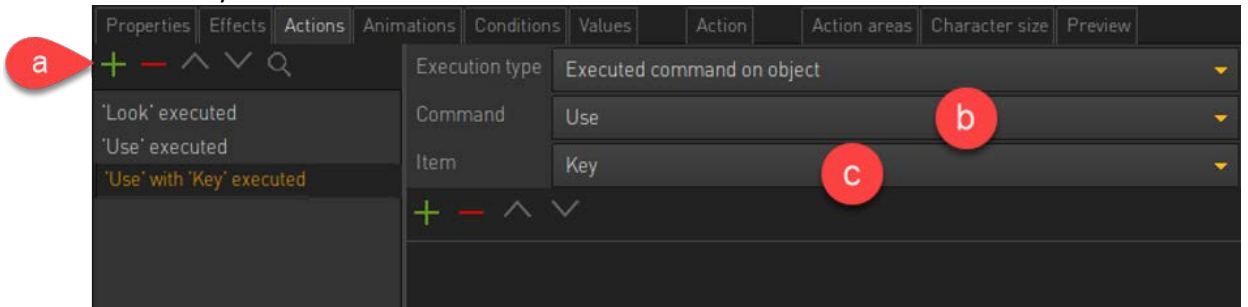 Properties Effects Actions Animations Conditions Values Action Action areas Character size Preview
a
Execution type Executed command on object
'Look' executed
Command Use b
'Use' executed
Item Key c
'Use' with 'Key' executed